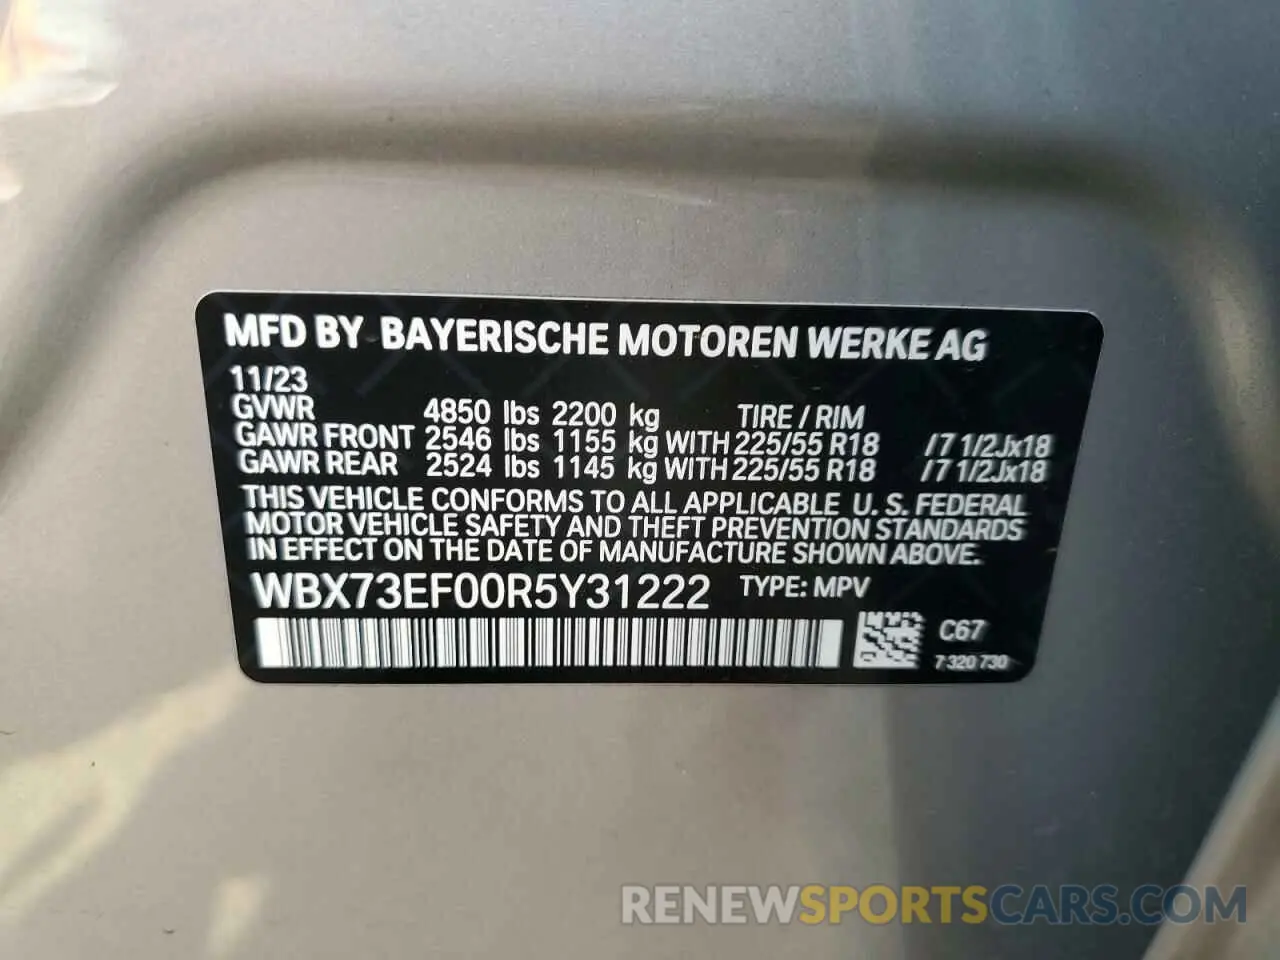 MFD BY BAYERISCHE MOTOREN WERKE AG
11/23
GVWR 4850 lbs 2200 kg TIRE / RIM
GAWR FRONT 2546 lbs 1155 kg WITH 225/55 R18 /7 1/2Jx18
GAWR REAR 2524 lbs 1145 kg WITH 225/55 R18 /7 1/2Jx18
THIS VEHICLE CONFORMS TO ALL APPLICABLE U. S. FEDERAL
MOTOR VEHICLE SAFETY AND THEFT PREVENTION STANDARDS
IN EFFECT ON THE DATE OF MANUFACTURE SHOWN ABOVE.
WBX73EF00R5Y31222 TYPE: MPV
C67
7 320 730
RENEWSPORTSCARS.COM